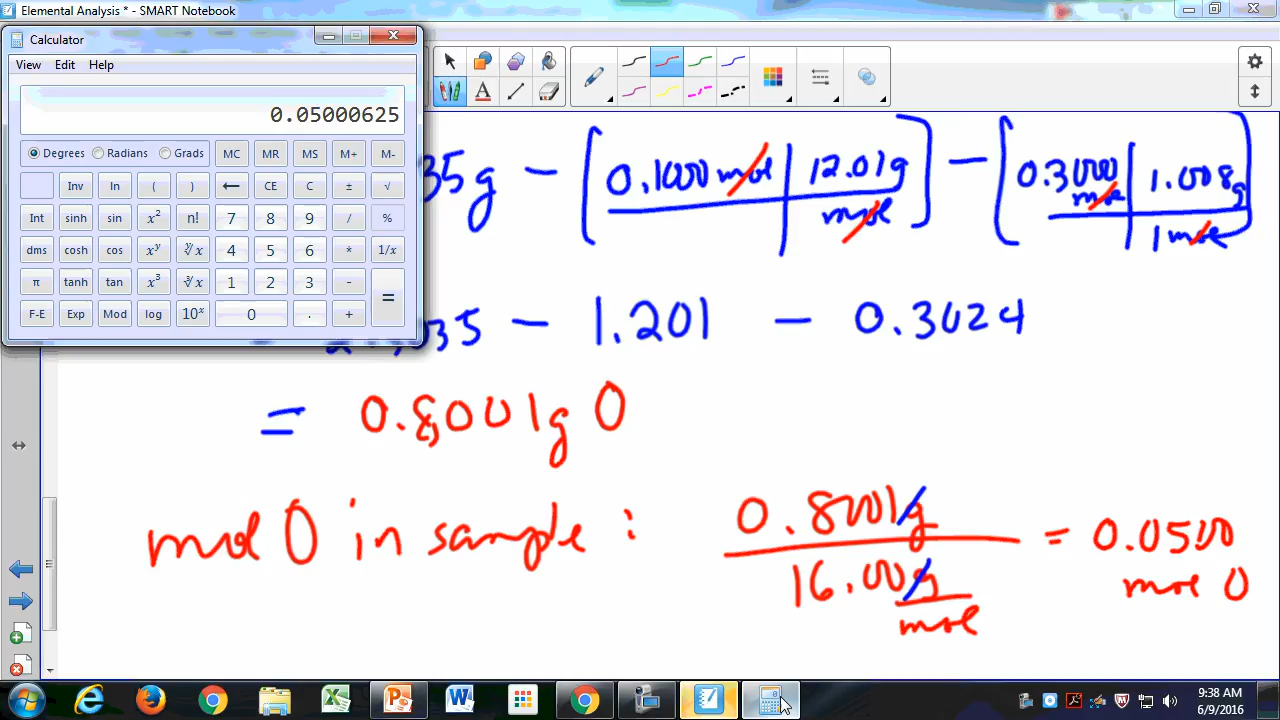 Elemental Analysis * - SMART Notebook
Calculator
View Edit Help
0.05000625
Degrees Radians Grads MC MR MS M+ M-
Inv ln ( ) ← CE C ± √
Int sinh sin x² n! 7 8 9 / %
dms cosh cos xʸ ʸ√x 4 5 6 * 1/x
π tanh tan x³ ³√x 1 2 3 - =
F-E Exp Mod log 10ˣ 0 . +
35g - [ 0.1000 mol | 12.01g ] - [ 0.3000 | 1.008g ]
mol mol 1 mol
035 - 1.201 - 0.3024
= 0.8001g O
mol O in sample : 0.8001g = 0.0500
16.00g mol O
mol
9:38 AM
6/9/2016